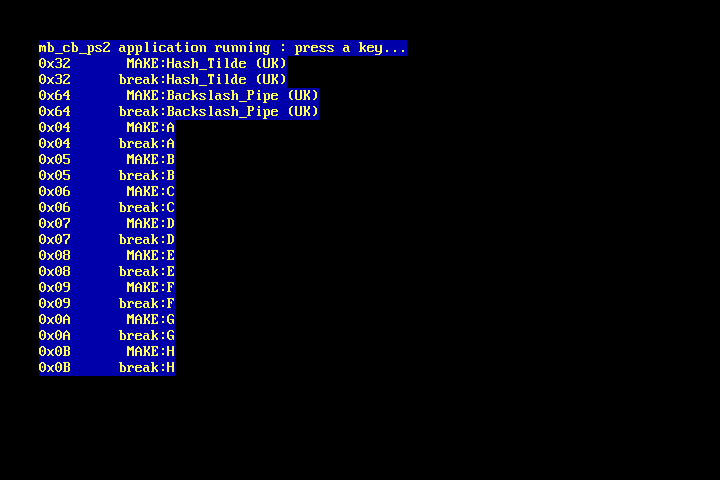 mb_cb_ps2 application running : press a key...
0x32       MAKE:Hash_Tilde (UK)
0x32      break:Hash_Tilde (UK)
0x64       MAKE:Backslash_Pipe (UK)
0x64      break:Backslash_Pipe (UK)
0x04       MAKE:A
0x04      break:A
0x05       MAKE:B
0x05      break:B
0x06       MAKE:C
0x06      break:C
0x07       MAKE:D
0x07      break:D
0x08       MAKE:E
0x08      break:E
0x09       MAKE:F
0x09      break:F
0x0A       MAKE:G
0x0A      break:G
0x0B       MAKE:H
0x0B      break:H